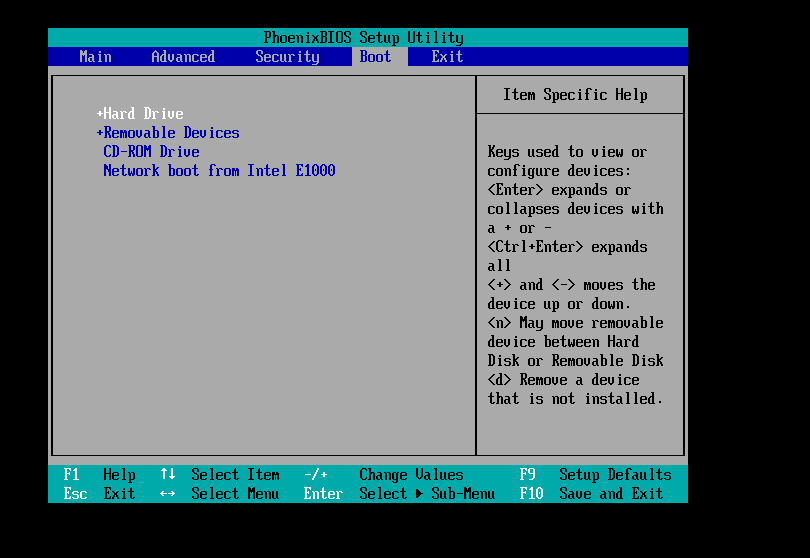 PhoenixBIOS Setup Utility
Main Advanced Security Boot Exit
+Hard Drive
+Removable Devices
CD-ROM Drive
Network boot from Intel E1000
Item Specific Help
Keys used to view or
configure devices:
<Enter> expands or
collapses devices with
a + or -
<Ctrl+Enter> expands
all
<+> and <-> moves the
device up or down.
<n> May move removable
device between Hard
Disk or Removable Disk
<d> Remove a device
that is not installed.
F1 Help ↑↓ Select Item -/+ Change Values F9 Setup Defaults
Esc Exit ↔ Select Menu Enter Select ▶ Sub-Menu F10 Save and Exit